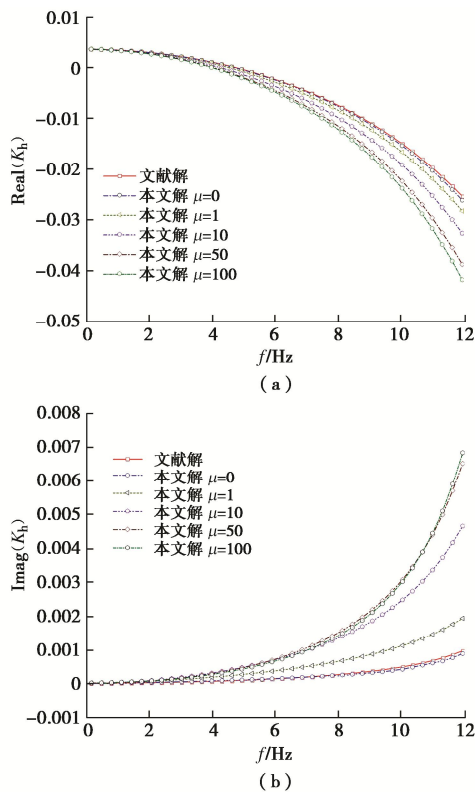 0.01
0
−0.01
−0.02
−0.03
−0.04
−0.05
Real(Kh)
文献解
本文解 μ=0
本文解 μ=1
本文解 μ=10
本文解 μ=50
本文解 μ=100
0 2 4 6 8 10 12
f/Hz
(a)
0.008
0.007
0.006
0.005
0.004
0.003
0.002
0.001
0
−0.001
Imag(Kh)
文献解
本文解 μ=0
本文解 μ=1
本文解 μ=10
本文解 μ=50
本文解 μ=100
0 2 4 6 8 10 12
f/Hz
(b)